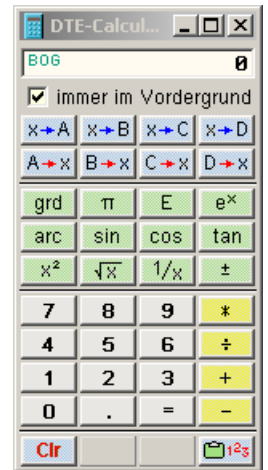 DTE-Calcul...
BOG 0
immer im Vordergrund
x→A x→B x→C x→D
A→x B→x C→x D→x
grd π E eˣ
arc sin cos tan
x² √x 1/x ±
7 8 9 *
4 5 6 ÷
1 2 3 +
0 . = −
Clr 123